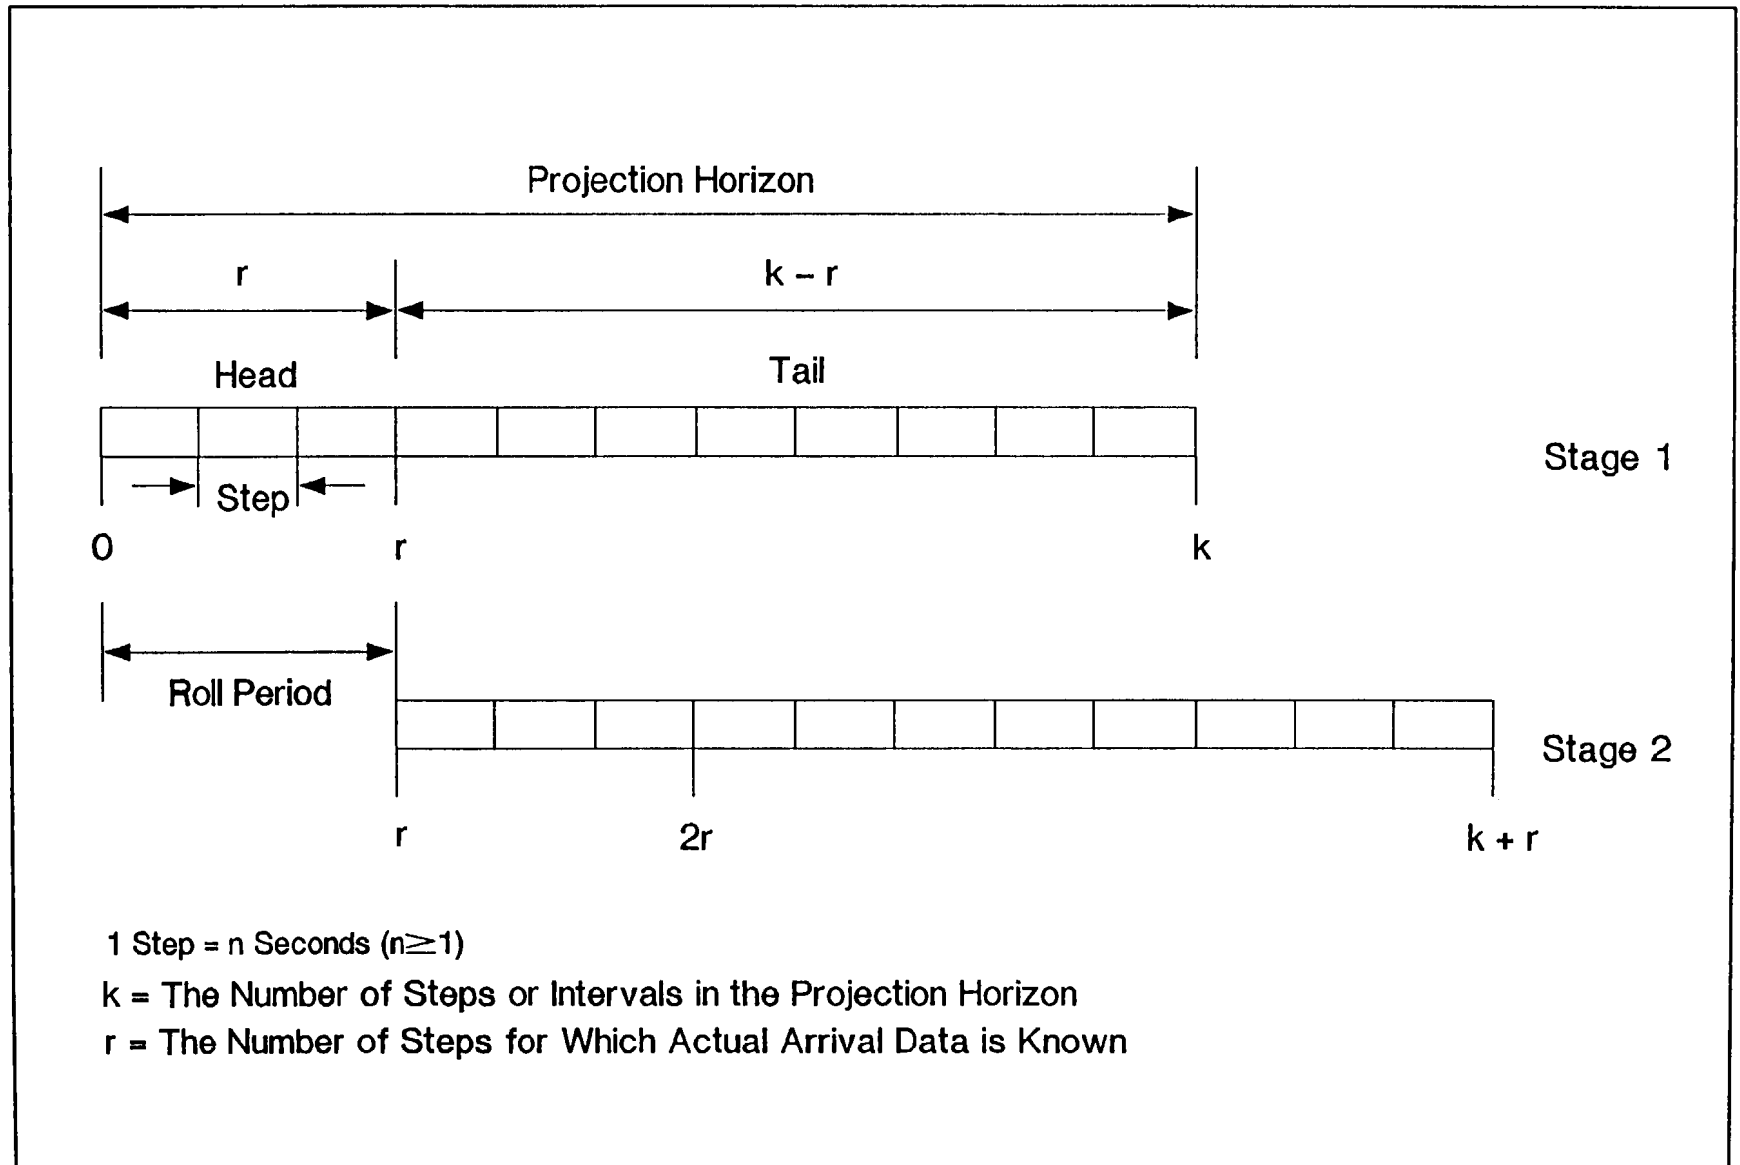 Projection Horizon
r
k – r
Head
Tail
Stage 1
Step
0
r
k
Roll Period
Stage 2
r
2r
k + r
1 Step = n Seconds (n≥1)
k = The Number of Steps or Intervals in the Projection Horizon
r = The Number of Steps for Which Actual Arrival Data is Known